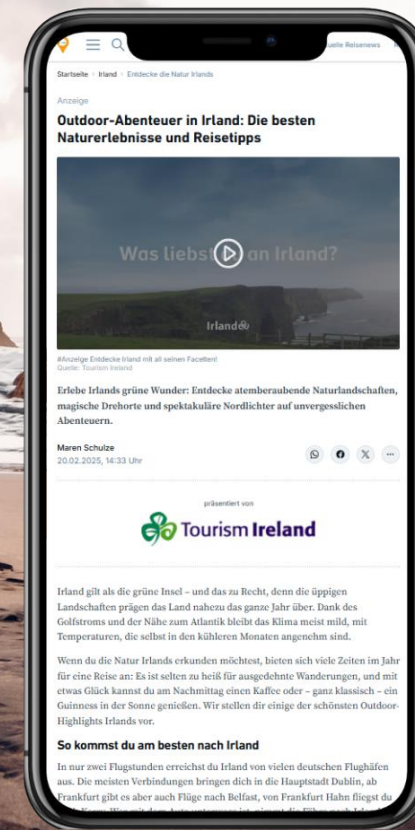 uelle Reisenews
Startseite › Irland › Entdecke die Natur Irlands
Anzeige
Outdoor-Abenteuer in Irland: Die besten
Naturerlebnisse und Reisetipps
Was liebst an Irland?
Irland
#Anzeige Entdecke Irland mit all seinen Facetten!
Quelle: Tourism Ireland
Erlebe Irlands grüne Wunder: Entdecke atemberaubende Naturlandschaften,
magische Drehorte und spektakuläre Nordlichter auf unvergesslichen
Abenteuern.
Maren Schulze
20.02.2025, 14:33 Uhr
präsentiert von
Tourism Ireland
Irland gilt als die grüne Insel – und das zu Recht, denn die üppigen
Landschaften prägen das Land nahezu das ganze Jahr über. Dank des
Golfstroms und der Nähe zum Atlantik bleibt das Klima meist mild, mit
Temperaturen, die selbst in den kühleren Monaten angenehm sind.
Wenn du die Natur Irlands erkunden möchtest, bieten sich viele Zeiten im Jahr
für eine Reise an: Es ist selten zu heiß für ausgedehnte Wanderungen, und mit
etwas Glück kannst du am Nachmittag einen Kaffee oder – ganz klassisch – ein
Guinness in der Sonne genießen. Wir stellen dir einige der schönsten Outdoor-
Highlights Irlands vor.
So kommst du am besten nach Irland
In nur zwei Flugstunden erreichst du Irland von vielen deutschen Flughäfen
aus. Die meisten Verbindungen bringen dich in die Hauptstadt Dublin, ab
Frankfurt gibt es aber auch Flüge nach Belfast, von Frankfurt Hahn fliegst du